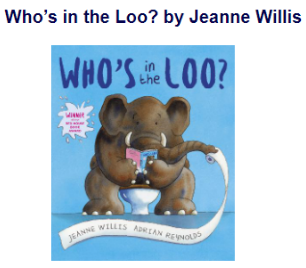 Who's in the Loo? by Jeanne Willis
WHO'S in the LOO?
WINNER
JEANNE WILLIS ADRIAN REYNOLDS